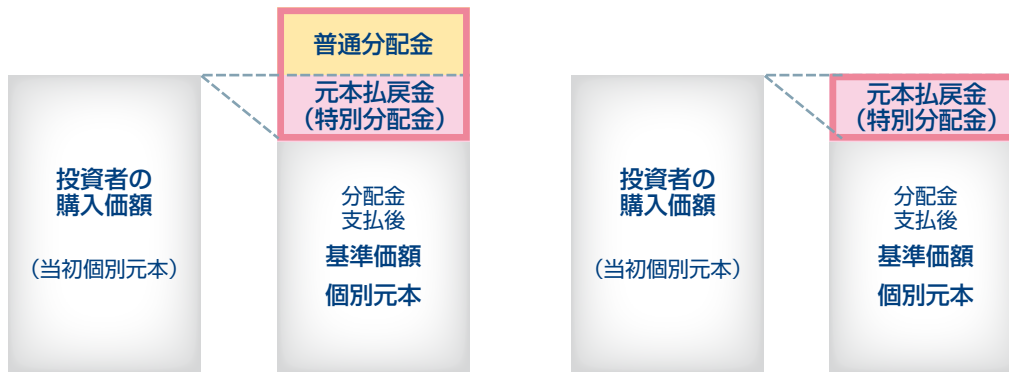 普通分配金
元本払戻金
（特別分配金）
投資者の
購入価額
（当初個別元本）
分配金
支払後
基準価額
個別元本
元本払戻金
（特別分配金）
投資者の
購入価額
（当初個別元本）
分配金
支払後
基準価額
個別元本